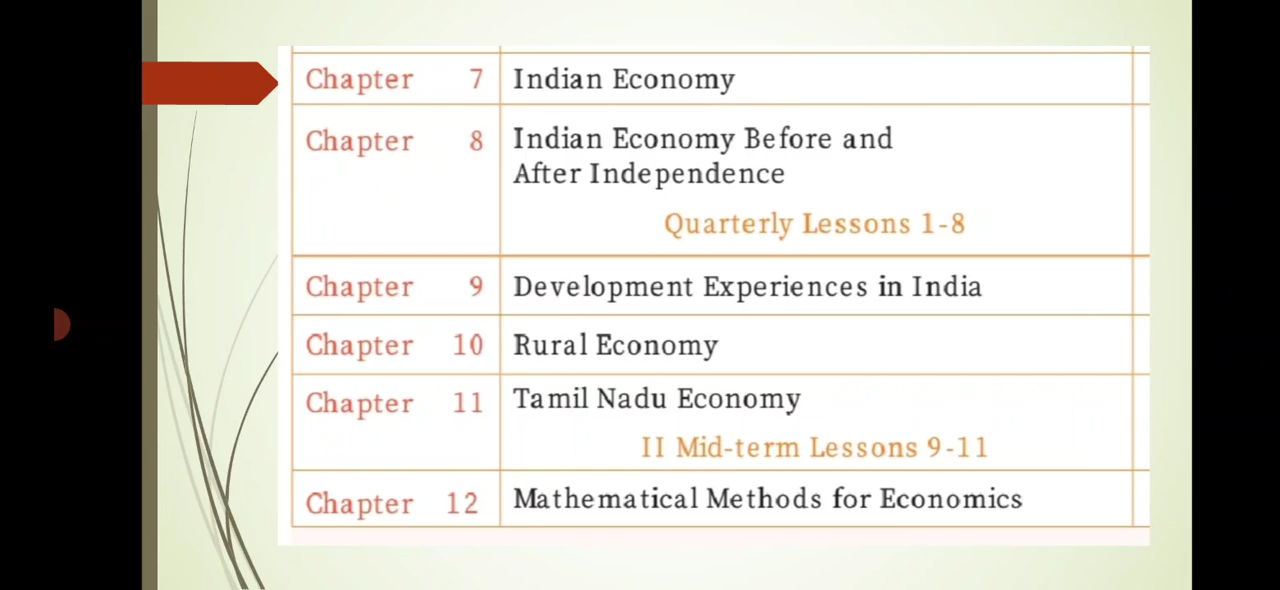 Chapter 7 Indian Economy
Chapter 8 Indian Economy Before and
After Independence
Quarterly Lessons 1-8
Chapter 9 Development Experiences in India
Chapter 10 Rural Economy
Chapter 11 Tamil Nadu Economy
II Mid-term Lessons 9-11
Chapter 12 Mathematical Methods for Economics